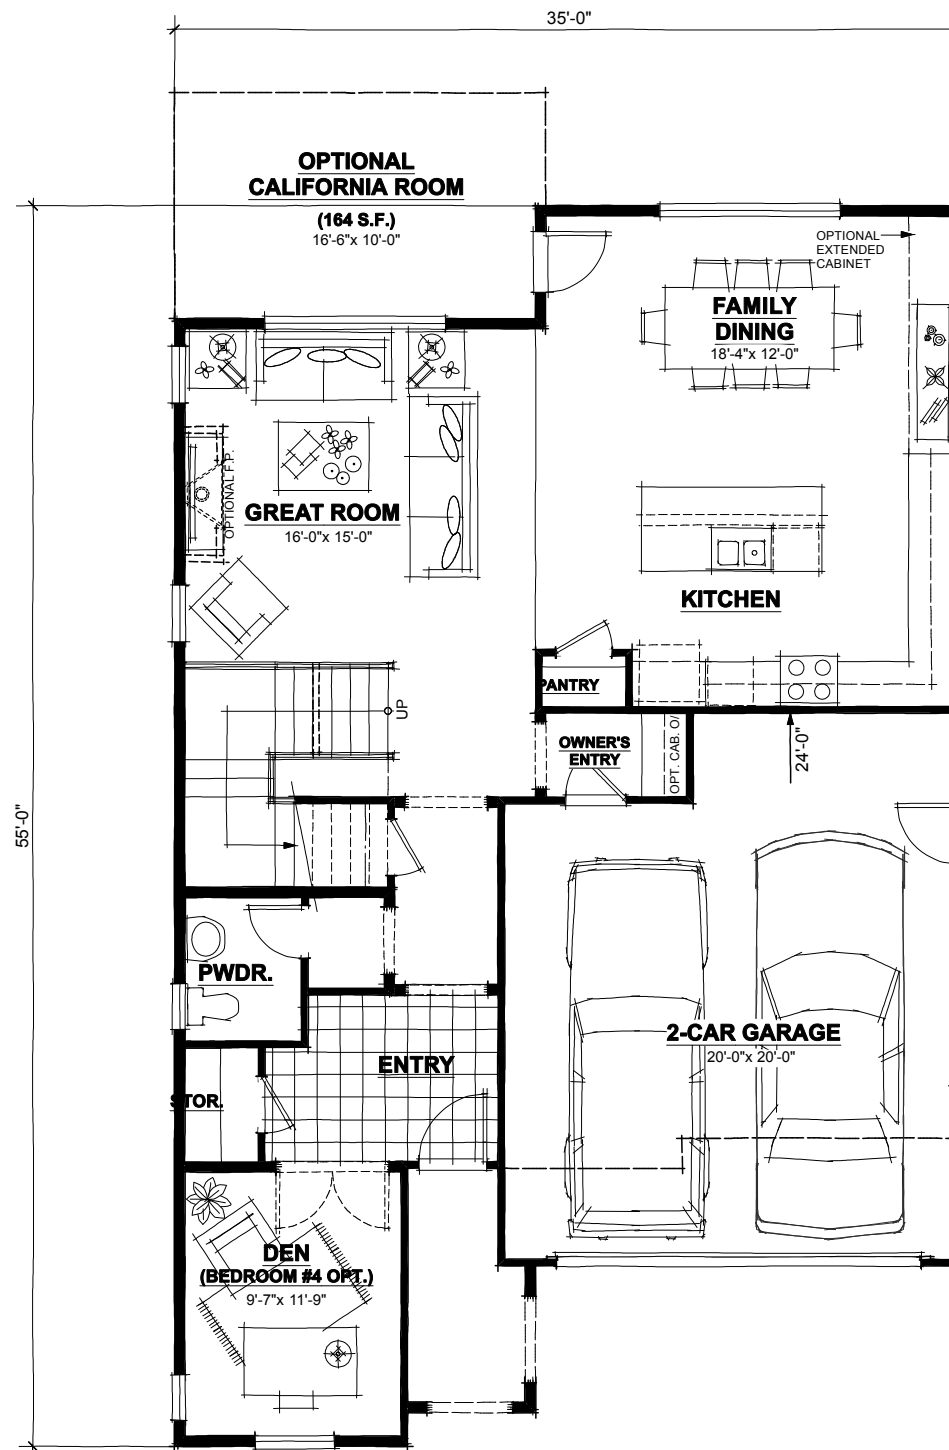 35'-0"
OPTIONAL
CALIFORNIA ROOM
(164 S.F.)
16'-6"x 10'-0"
OPTIONAL
EXTENDED
CABINET
FAMILY
DINING
18'-4"x 12'-0"
OPTIONAL F.P.
GREAT ROOM
16'-0"x 15'-0"
KITCHEN
PANTRY
UP
OWNER'S
ENTRY
OPT. CAB. O/
24'-0"
55'-0"
PWDR.
2-CAR GARAGE
20'-0"x 20'-0"
ENTRY
STOR.
DEN
(BEDROOM #4 OPT.)
9'-7"x 11'-9"